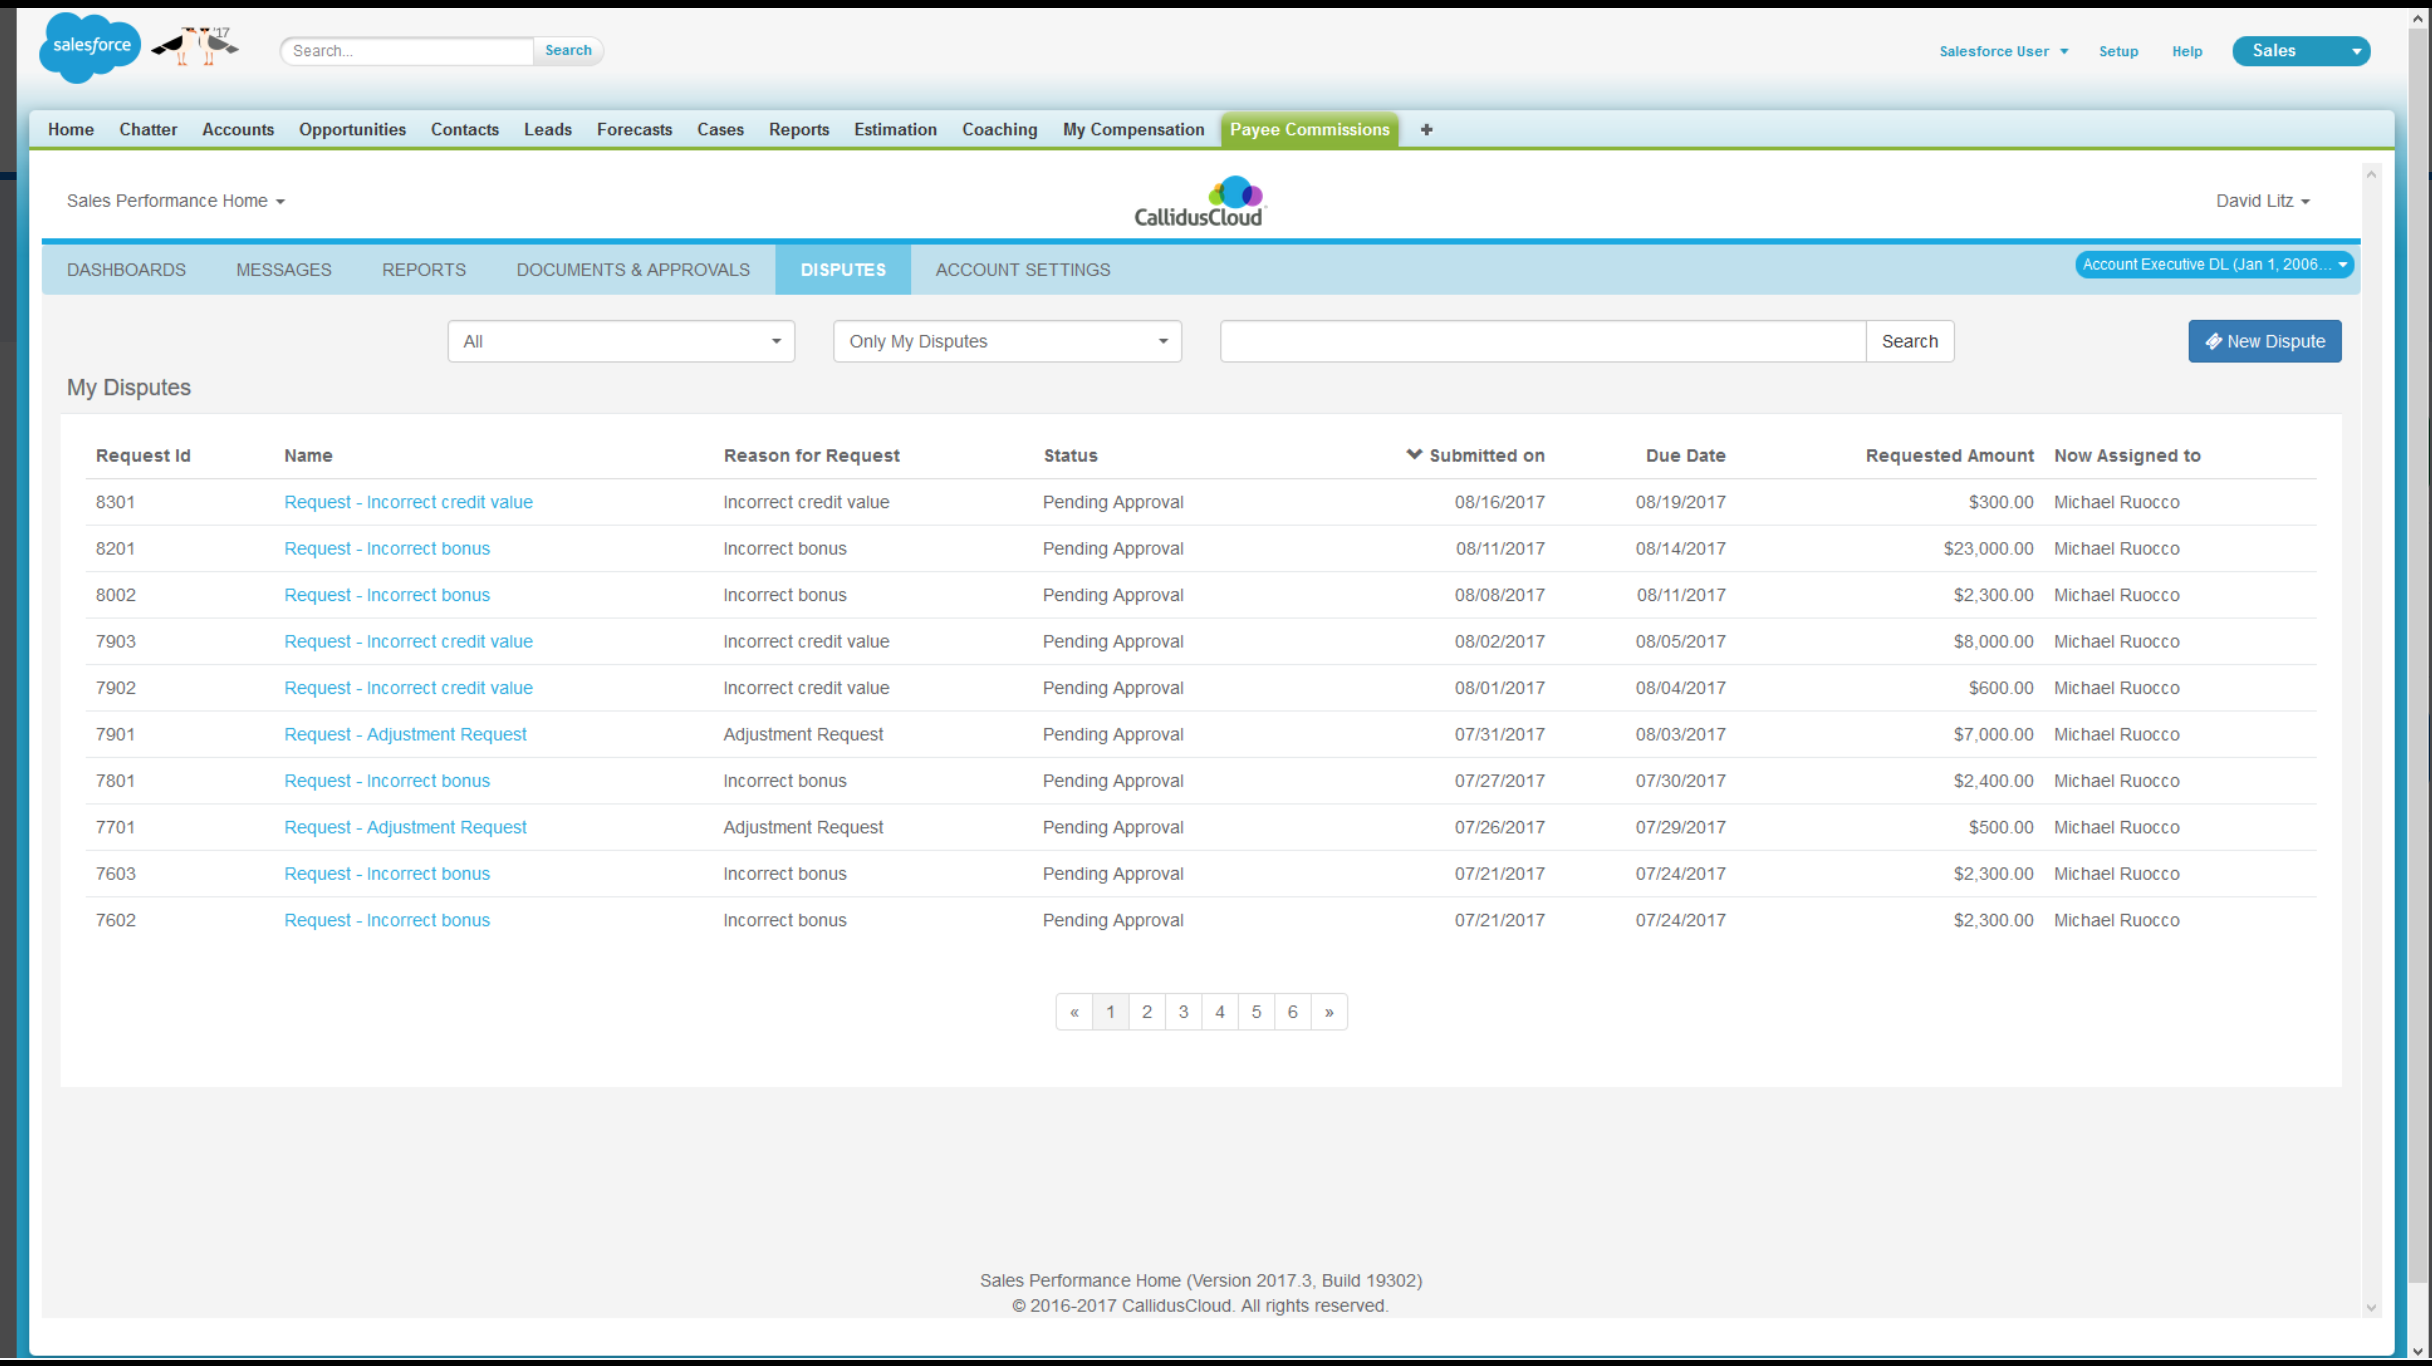 salesforce '17 Search... Search Salesforce User Setup Help Sales
Home Chatter Accounts Opportunities Contacts Leads Forecasts Cases Reports Estimation Coaching My Compensation Payee Commissions +
Sales Performance Home CallidusCloud David Litz
DASHBOARDS MESSAGES REPORTS DOCUMENTS & APPROVALS DISPUTES ACCOUNT SETTINGS Account Executive DL (Jan 1, 2006...
All Only My Disputes Search New Dispute
My Disputes
Request Id Name Reason for Request Status Submitted on Due Date Requested Amount Now Assigned to
8301 Request - Incorrect credit value Incorrect credit value Pending Approval 08/16/2017 08/19/2017 $300.00 Michael Ruocco
8201 Request - Incorrect bonus Incorrect bonus Pending Approval 08/11/2017 08/14/2017 $23,000.00 Michael Ruocco
8002 Request - Incorrect bonus Incorrect bonus Pending Approval 08/08/2017 08/11/2017 $2,300.00 Michael Ruocco
7903 Request - Incorrect credit value Incorrect credit value Pending Approval 08/02/2017 08/05/2017 $8,000.00 Michael Ruocco
7902 Request - Incorrect credit value Incorrect credit value Pending Approval 08/01/2017 08/04/2017 $600.00 Michael Ruocco
7901 Request - Adjustment Request Adjustment Request Pending Approval 07/31/2017 08/03/2017 $7,000.00 Michael Ruocco
7801 Request - Incorrect bonus Incorrect bonus Pending Approval 07/27/2017 07/30/2017 $2,400.00 Michael Ruocco
7701 Request - Adjustment Request Adjustment Request Pending Approval 07/26/2017 07/29/2017 $500.00 Michael Ruocco
7603 Request - Incorrect bonus Incorrect bonus Pending Approval 07/21/2017 07/24/2017 $2,300.00 Michael Ruocco
7602 Request - Incorrect bonus Incorrect bonus Pending Approval 07/21/2017 07/24/2017 $2,300.00 Michael Ruocco
« 1 2 3 4 5 6 »
Sales Performance Home (Version 2017.3, Build 19302)
© 2016-2017 CallidusCloud. All rights reserved.